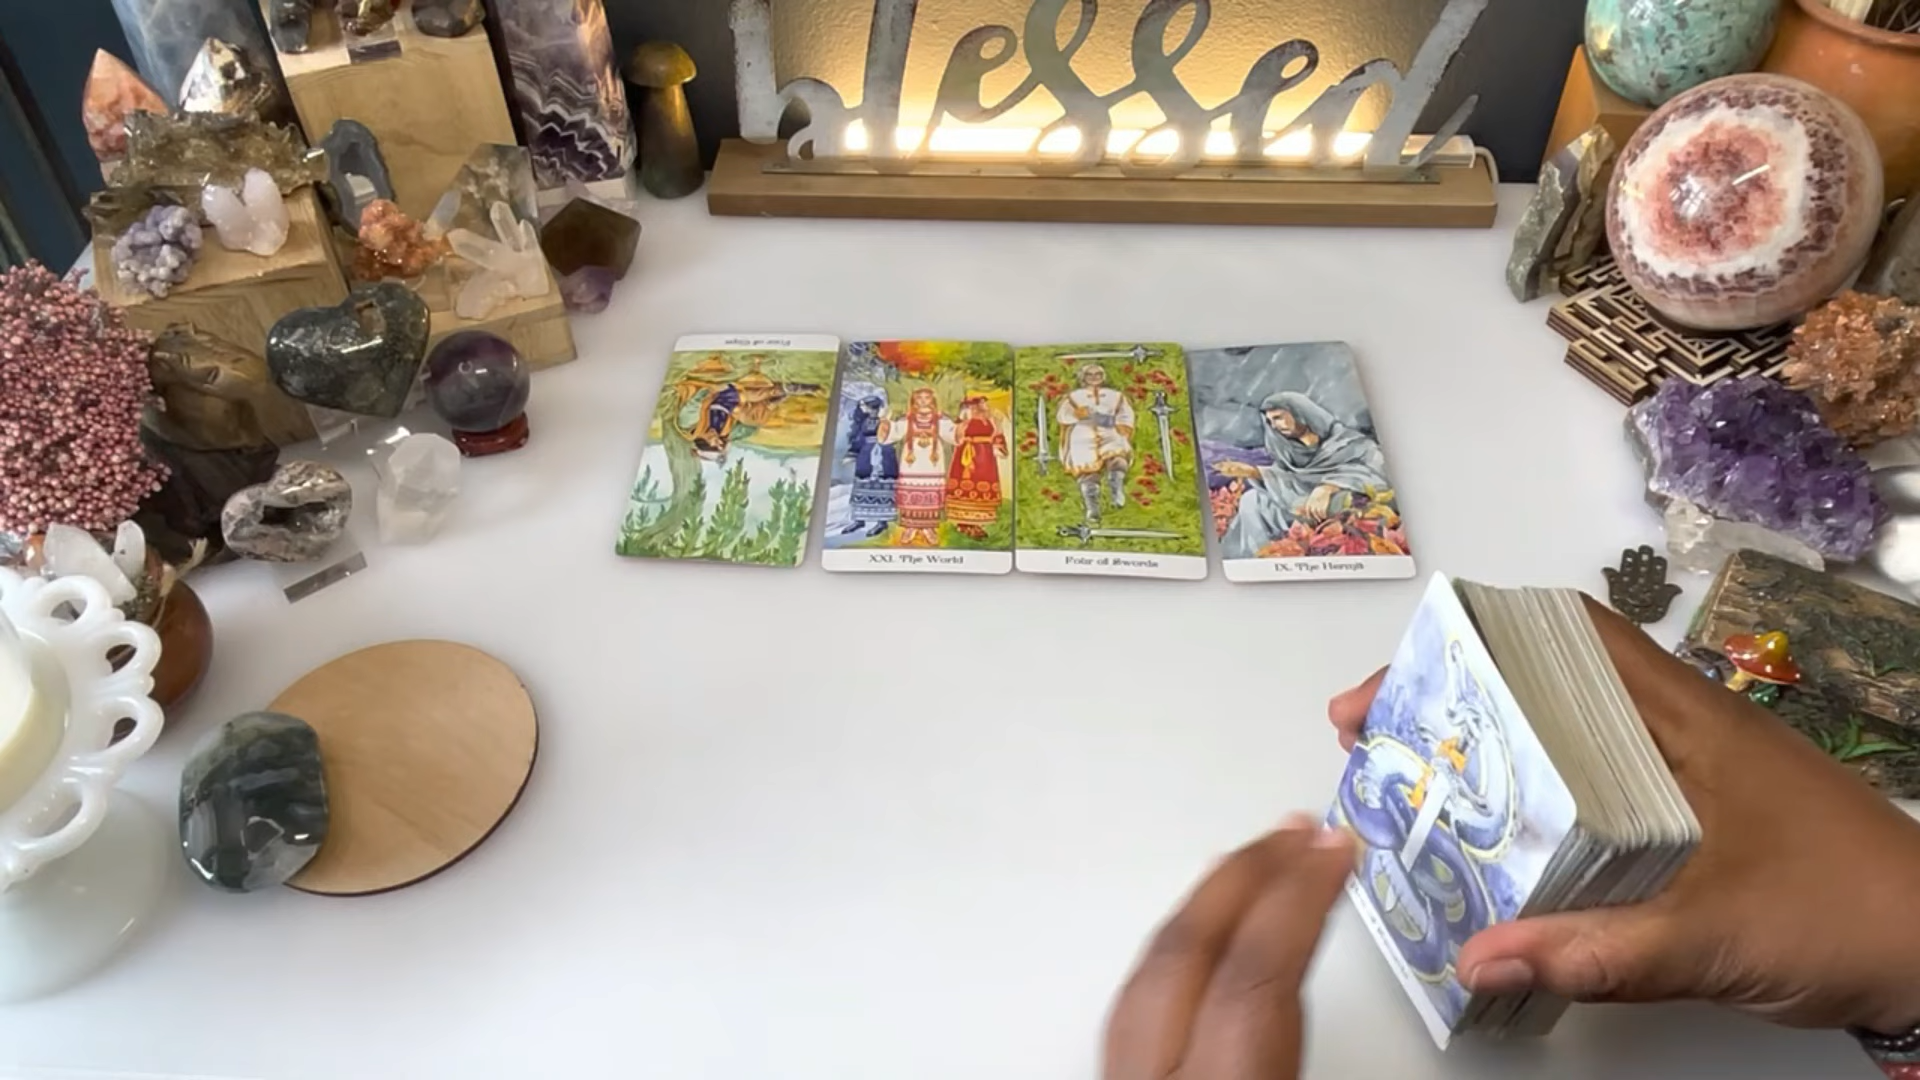 blessed
Four of Cups
XXI. The World
Four of Swords
IX. The Hermit